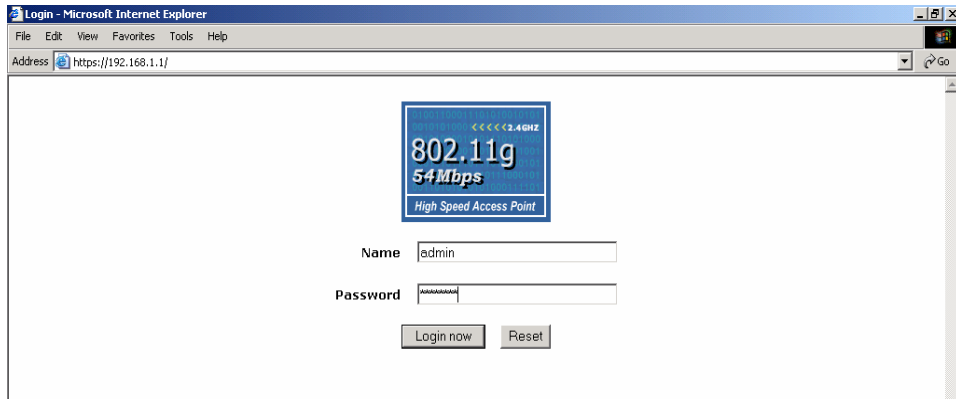 Login - Microsoft Internet Explorer
File Edit View Favorites Tools Help
Address https://192.168.1.1/ Go
<<<<<2.4GHZ
802.11g
54Mbps
High Speed Access Point
Name admin
Password ********
Login now Reset